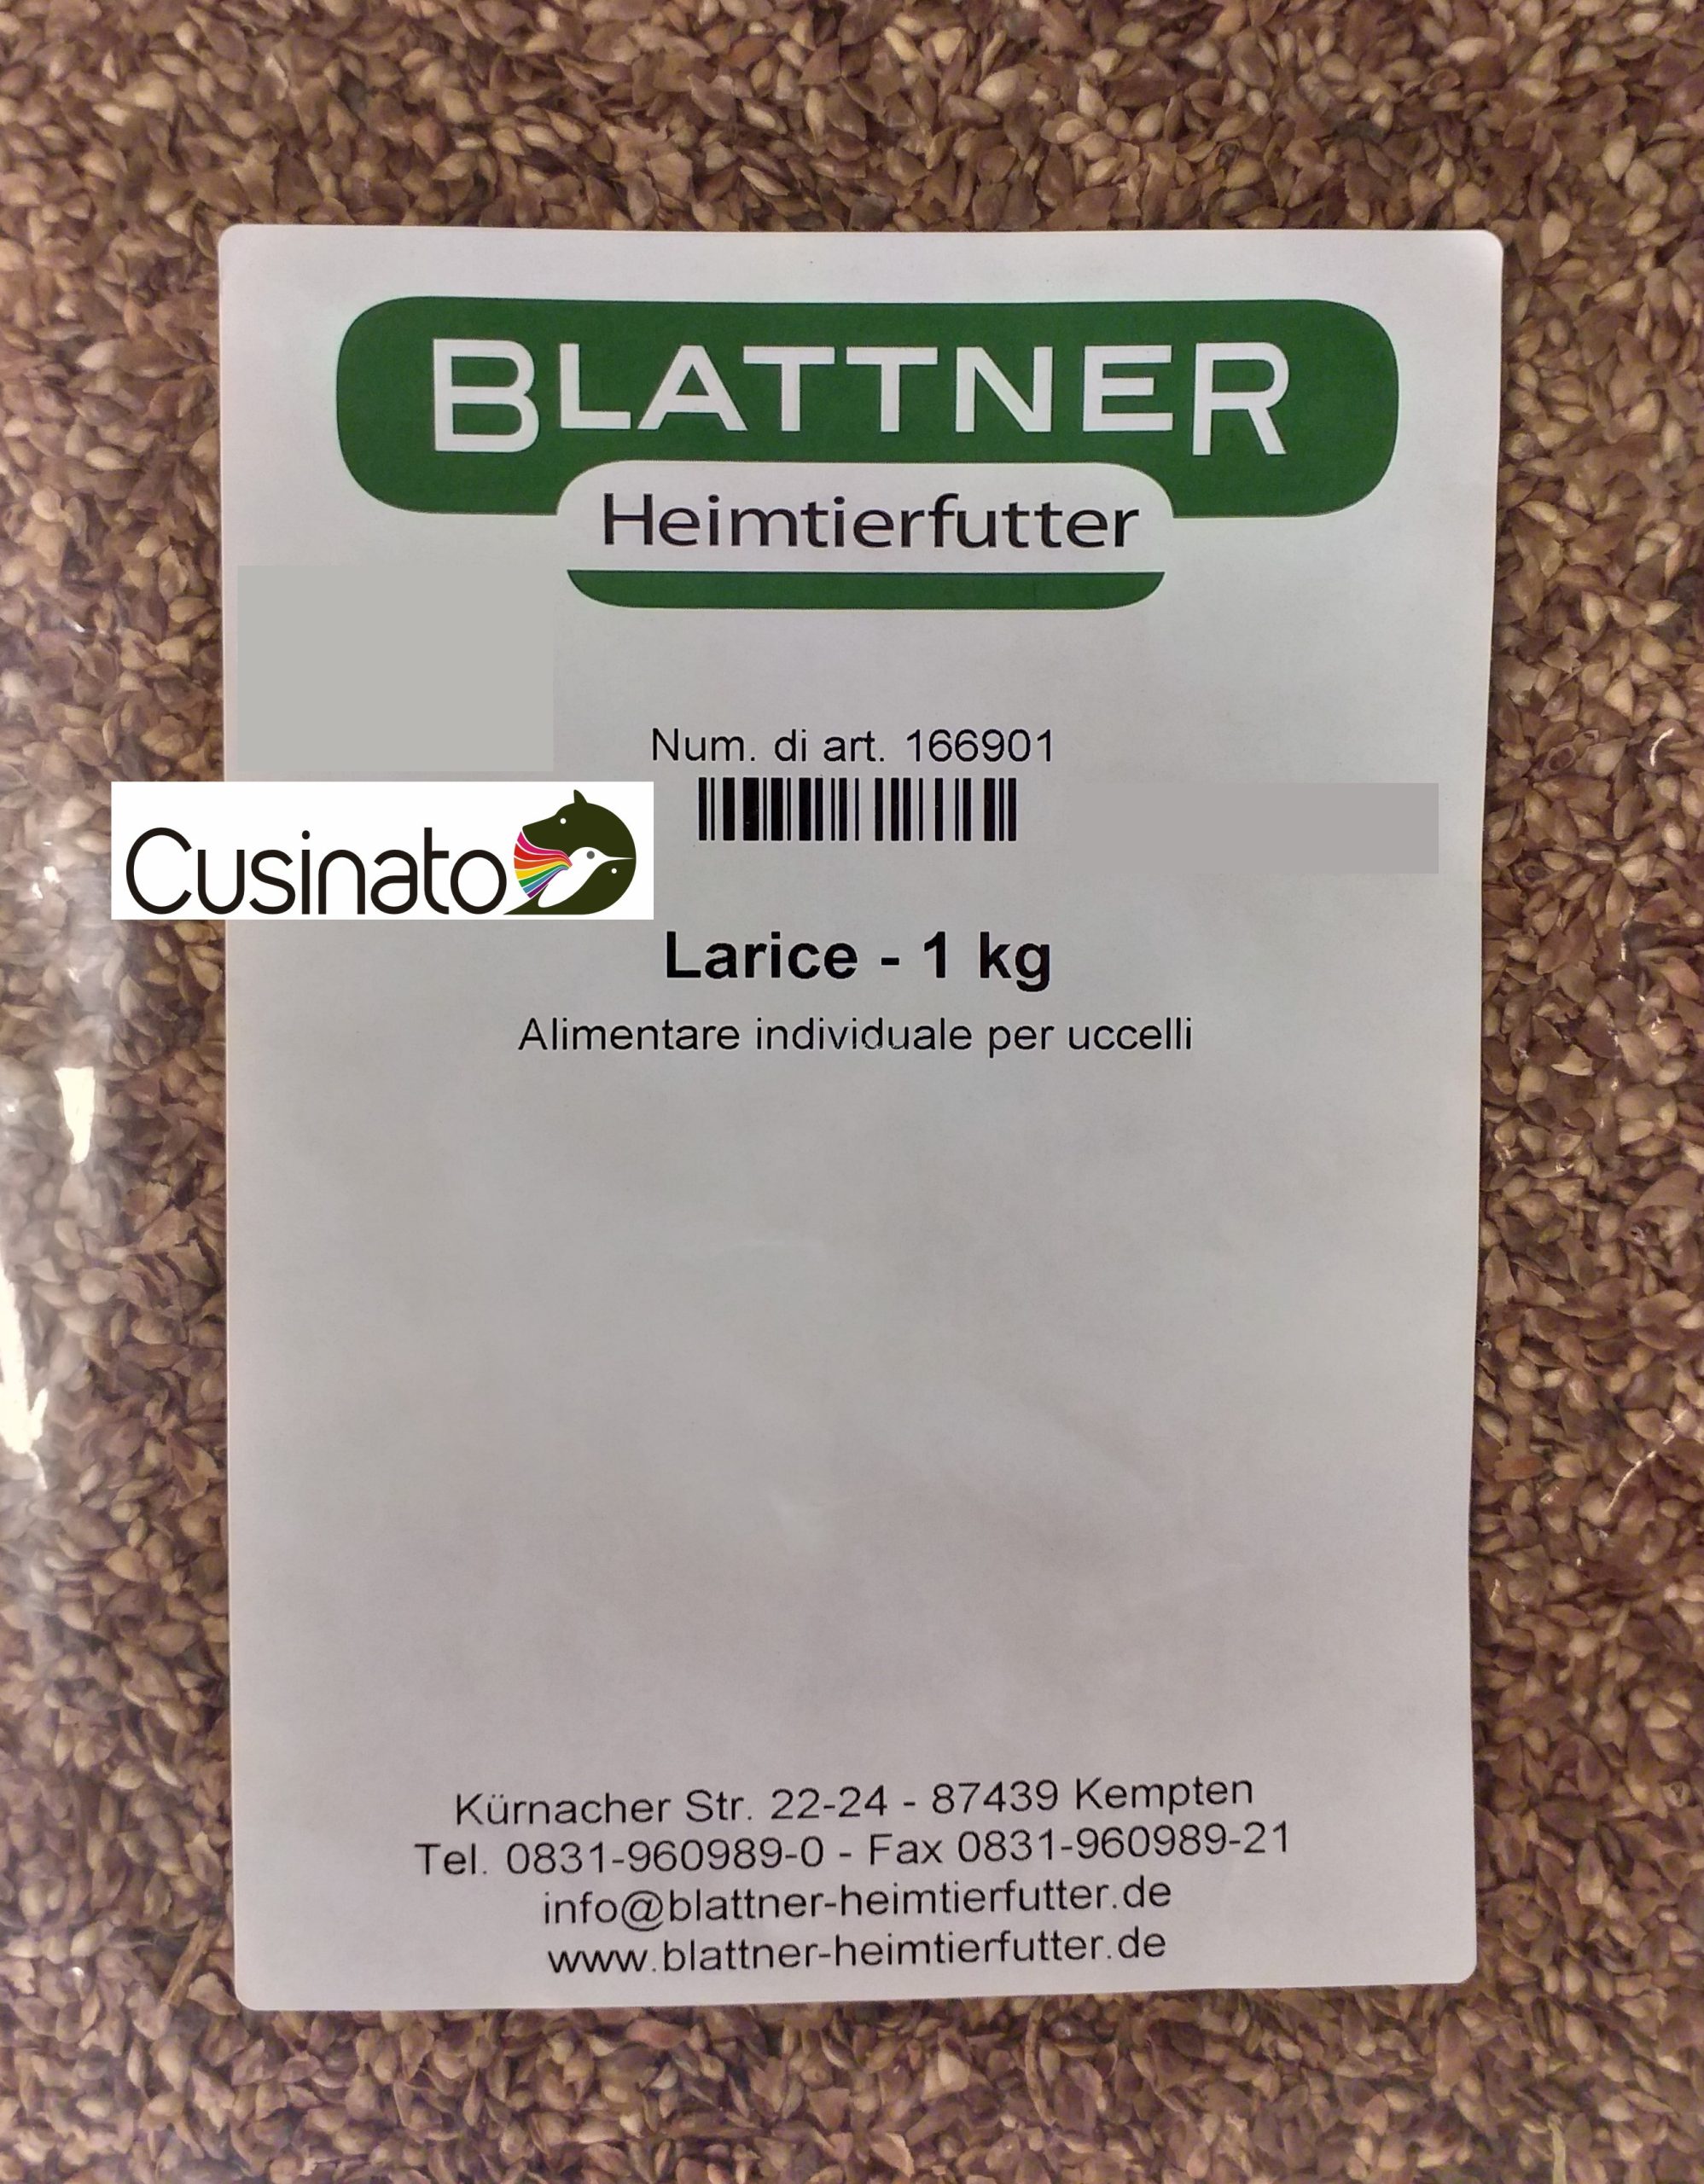 BLATTNER
Heimtierfutter
Num. di art. 166901
Cusinato
Larice - 1 kg
Alimentare individuale per uccelli
Kürnacher Str. 22-24 - 87439 Kempten
Tel. 0831-960989-0 - Fax 0831-960989-21
info@blattner-heimtierfutter.de
www.blattner-heimtierfutter.de